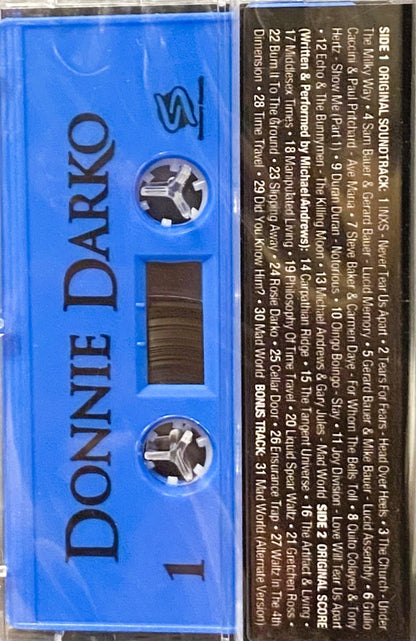 SIDE 1 ORIGINAL SOUNDTRACK: 1 INXS - Never Tear Us Apart • 2 Tears For Fears - Head Over Heels • 3 The Church - Under
The Milky Way • 4 Sam Bauer & Gerard Bauer - Lucid Memory • 5 Gerard Bauer & Mike Bauer - Lucid Assembly • 6 Giulio
Caccini & Paul Pritchard - Ave Maria • 7 Steve Baker & Carmen Daye - For Whom The Bells Toll • 8 Quito Colayco & Tony
Hertz - Show Me (Part 1) • 9 Duran Duran - Notorious • 10 Oingo Boingo - Stay • 11 Joy Division - Love Will Tear Us Apart
• 12 Echo & The Bunnymen - The Killing Moon • 13 Michael Andrews & Gary Jules - Mad World SIDE 2 ORIGINAL SCORE
(Written & Performed by Michael Andrews): 14 Carpathian Ridge • 15 The Tangent Universe • 16 The Artifact & Living •
17 Middlesex Times • 18 Manipulated Living • 19 Philosophy Of Time Travel • 20 Liquid Spear Waltz • 21 Gretchen Ross •
22 Burn It To The Ground • 23 Slipping Away • 24 Rosie Darko • 25 Cellar Door • 26 Ensurance Trap • 27 Waltz In The 4th
Dimension • 28 Time Travel • 29 Did You Know Him? • 30 Mad World BONUS TRACK: 31 Mad World (Alternate Version)
DONNIE DARKO
1